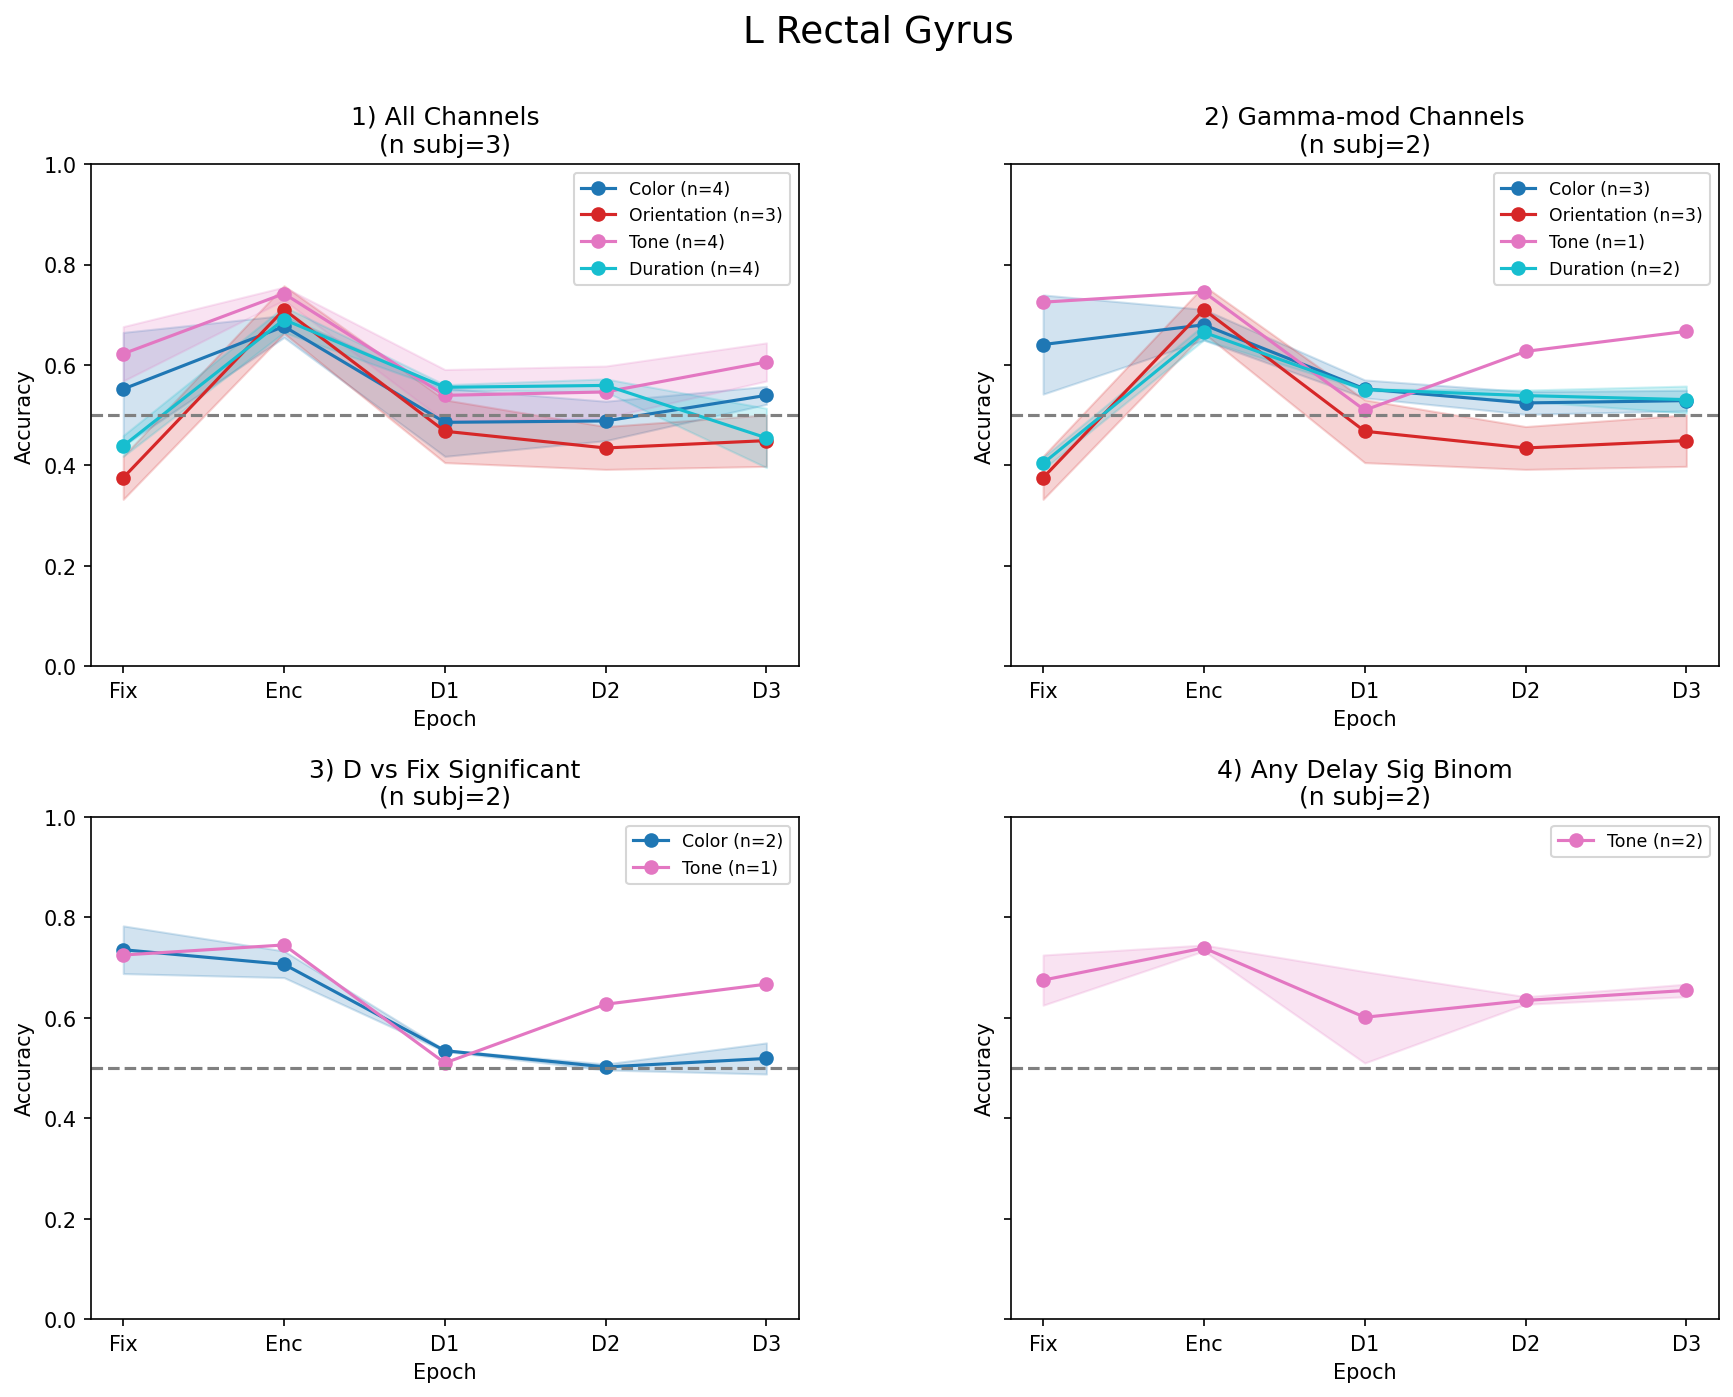 L Rectal Gyrus
1) All Channels
(n subj=3)
Accuracy
1.0
0.8
0.6
0.4
0.2
0.0
Color (n=4)
Orientation (n=3)
Tone (n=4)
Duration (n=4)
Fix Enc D1 D2 D3
Epoch
2) Gamma-mod Channels
(n subj=2)
Accuracy
Color (n=3)
Orientation (n=3)
Tone (n=1)
Duration (n=2)
Fix Enc D1 D2 D3
Epoch
3) D vs Fix Significant
(n subj=2)
Accuracy
1.0
0.8
0.6
0.4
0.2
0.0
Color (n=2)
Tone (n=1)
Fix Enc D1 D2 D3
Epoch
4) Any Delay Sig Binom
(n subj=2)
Accuracy
Tone (n=2)
Fix Enc D1 D2 D3
Epoch